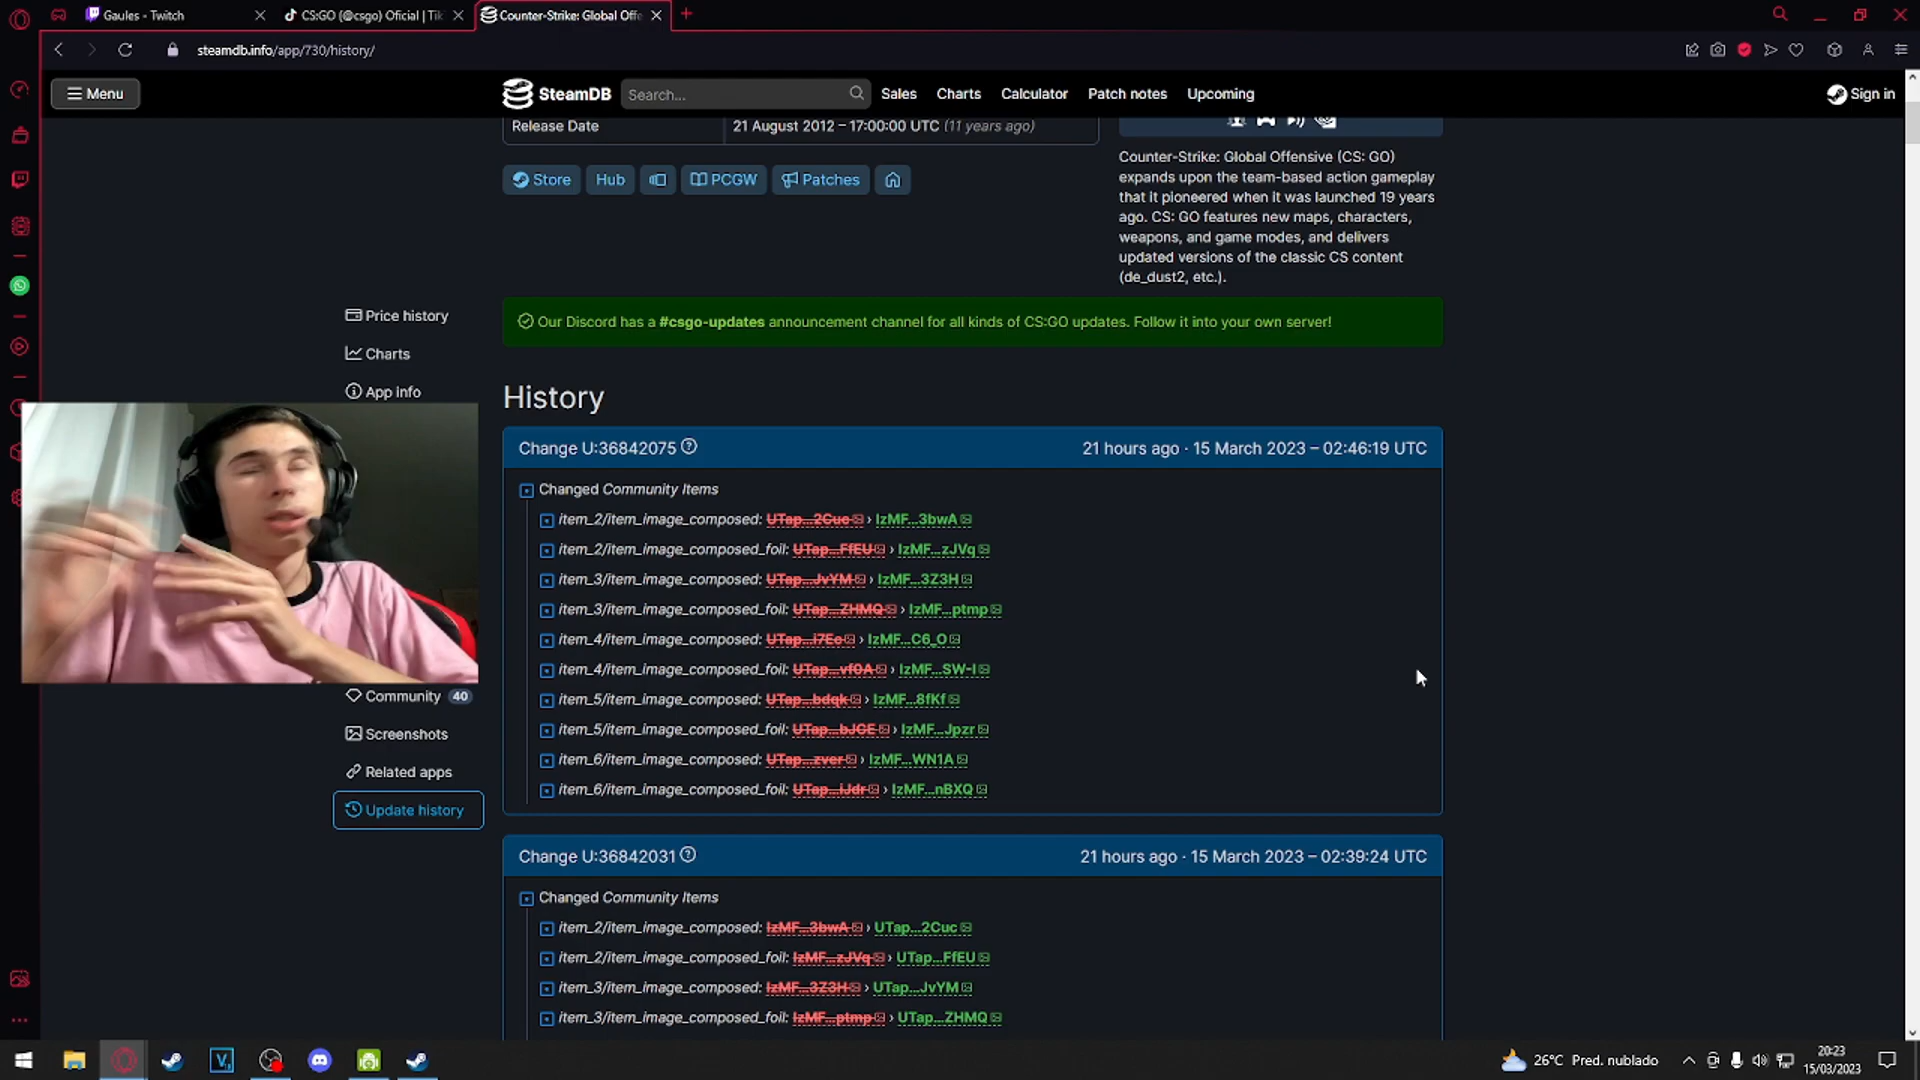 Gaules - Twitch
CS:GO (@csgo) Oficial | Tik
Counter-Strike: Global Offe
steamdb.info/app/730/history/
Menu
SteamDB
Search...
Sales
Charts
Calculator
Patch notes
Upcoming
Sign in
Release Date
21 August 2012 – 17:00:00 UTC (11 years ago)
Store
Hub
PCGW
Patches
Counter-Strike: Global Offensive (CS: GO)
expands upon the team-based action gameplay
that it pioneered when it was launched 19 years
ago. CS: GO features new maps, characters,
weapons, and game modes, and delivers
updated versions of the classic CS content
(de_dust2, etc.).
Price history
Charts
App info
Community 40
Screenshots
Related apps
Update history
Our Discord has a #csgo-updates announcement channel for all kinds of CS:GO updates. Follow it into your own server!
History
Change U:36842075
21 hours ago · 15 March 2023 – 02:46:19 UTC
Changed Community Items
item_2/item_image_composed: UTap...2Cuc › IzMF...3bwA
item_2/item_image_composed_foil: UTap...FfEU › IzMF...zJVq
item_3/item_image_composed: UTap...JvYM › IzMF...3Z3H
item_3/item_image_composed_foil: UTap...ZHMQ › IzMF...ptmp
item_4/item_image_composed: UTap...i7Ec › IzMF...C6_O
item_4/item_image_composed_foil: UTap...vf0A › IzMF...SW-I
item_5/item_image_composed: UTap...bdqk › IzMF...8fKf
item_5/item_image_composed_foil: UTap...bJGE › IzMF...Jpzr
item_6/item_image_composed: UTap...zver › IzMF...WN1A
item_6/item_image_composed_foil: UTap...iJdr › IzMF...nBXQ
Change U:36842031
21 hours ago · 15 March 2023 – 02:39:24 UTC
Changed Community Items
item_2/item_image_composed: IzMF...3bwA › UTap...2Cuc
item_2/item_image_composed_foil: IzMF...zJVq › UTap...FfEU
item_3/item_image_composed: IzMF...3Z3H › UTap...JvYM
item_3/item_image_composed_foil: IzMF...ptmp › UTap...ZHMQ
26°C Pred. nublado
20:23
15/03/2023